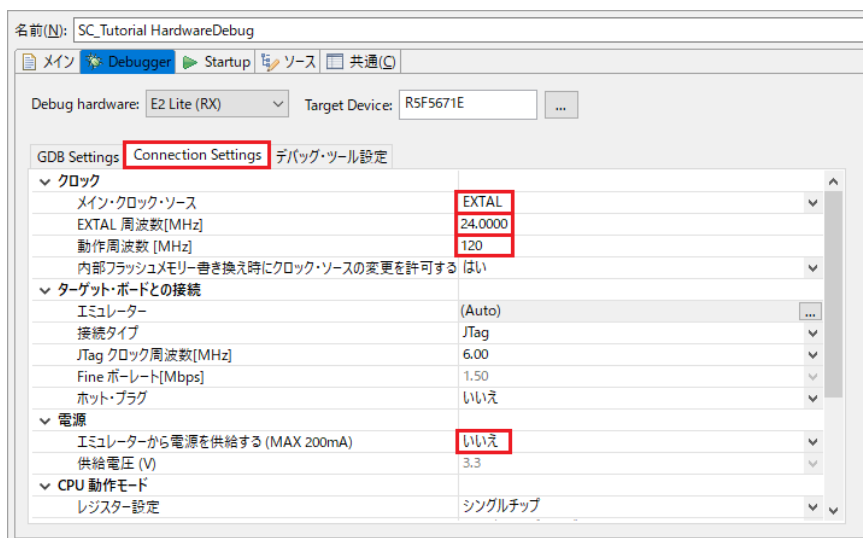 名前(N): SC_Tutorial HardwareDebug
メイン Debugger Startup ソース 共通(C)
Debug hardware: E2 Lite (RX) Target Device: R5F5671E ...
GDB Settings Connection Settings デバッグ・ツール設定
クロック
メイン・クロック・ソース EXTAL
EXTAL 周波数[MHz] 24.0000
動作周波数 [MHz] 120
内部フラッシュメモリー書き換え時にクロック・ソースの変更を許可する はい
ターゲット・ボードとの接続
エミュレーター (Auto) ...
接続タイプ JTag
JTag クロック周波数[MHz] 6.00
Fine ボーレート[Mbps] 1.50
ホット・プラグ いいえ
電源
エミュレーターから電源を供給する (MAX 200mA) いいえ
供給電圧 (V) 3.3
CPU 動作モード
レジスター設定 シングルチップ